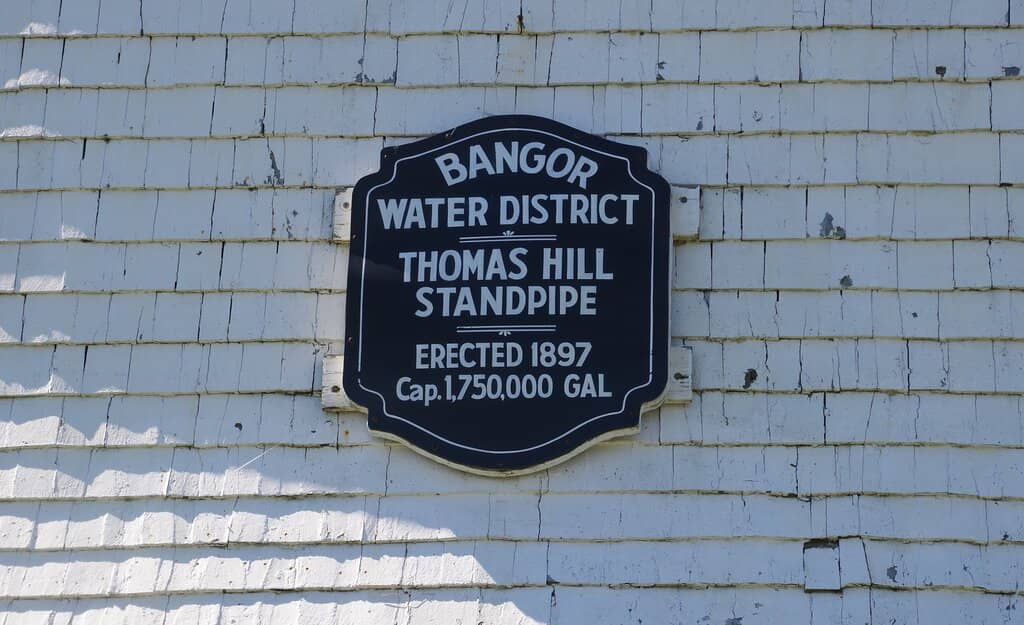 BANGOR
WATER DISTRICT
THOMAS HILL
STANDPIPE
ERECTED 1897
Cap. 1,750,000 GAL